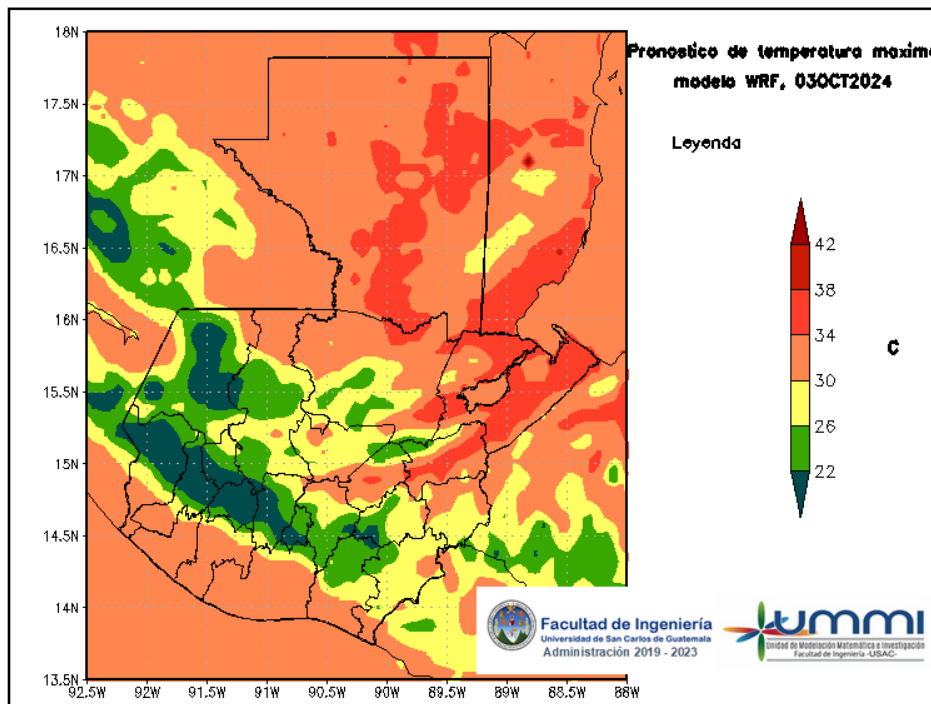 Pronostico de temperatura maxima
modelo WRF, 03OCT2024
Leyenda
42
38
34
30
26
22
C
18N
17.5N
17N
16.5N
16N
15.5N
15N
14.5N
14N
13.5N
92.5W 92W 91.5W 91W 90.5W 90W 89.5W 89W 88.5W 88W
Facultad de Ingeniería
Universidad de San Carlos de Guatemala
Administración 2019 - 2023
ummi
Unidad de Modelación Matemática e Investigación
Facultad de Ingeniería -USAC-